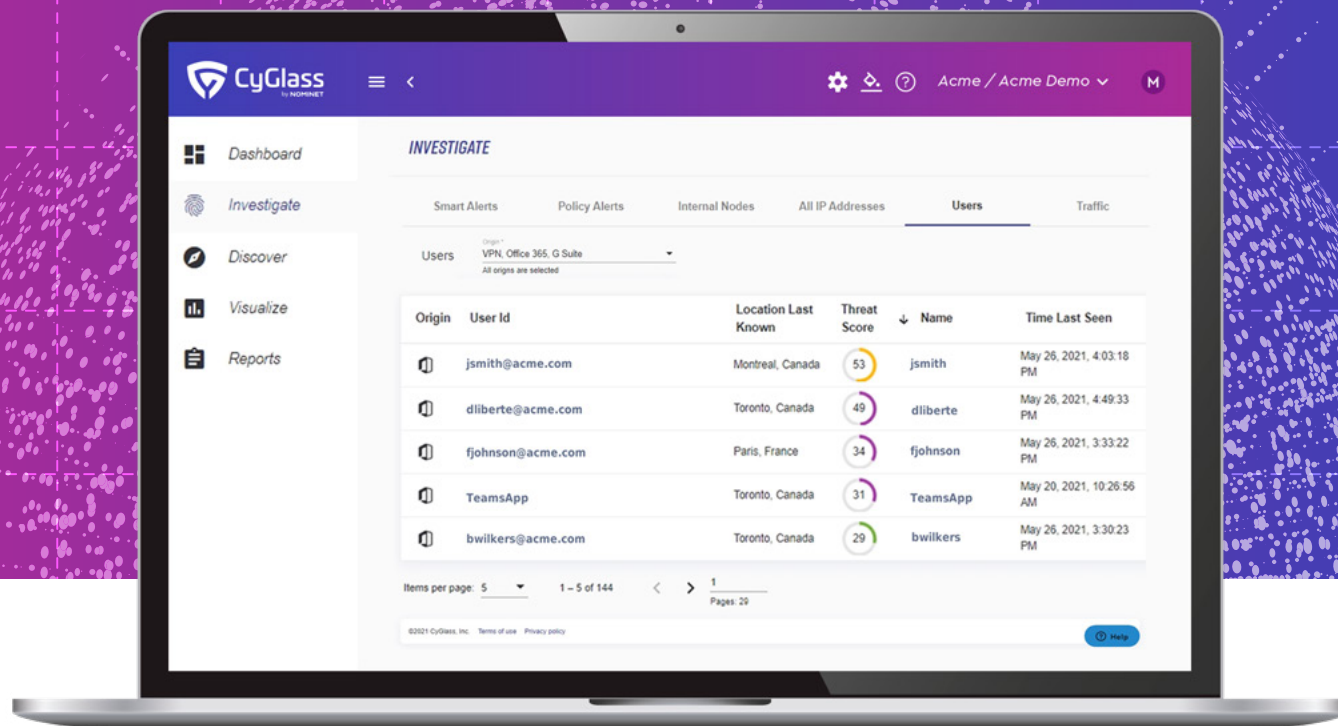 CyGlass
by NOMINET
Acme / Acme Demo
M
Dashboard
Investigate
Discover
Visualize
Reports
INVESTIGATE
Smart Alerts Policy Alerts Internal Nodes All IP Addresses Users Traffic
Users
Origin *
VPN, Office 365, G Suite
All origns are selected
Origin User Id Location Last Known Threat Score Name Time Last Seen
jsmith@acme.com Montreal, Canada 53 jsmith May 26, 2021, 4:03:18 PM
dliberte@acme.com Toronto, Canada 49 dliberte May 26, 2021, 4:49:33 PM
fjohnson@acme.com Paris, France 34 fjohnson May 26, 2021, 3:33:22 PM
TeamsApp Toronto, Canada 31 TeamsApp May 20, 2021, 10:26:56 AM
bwilkers@acme.com Toronto, Canada 29 bwilkers May 26, 2021, 3:30:23 PM
Items per page: 5 1 – 5 of 144 1
Pages: 29
©2021 CyGlass, Inc. Terms of use Privacy policy
? Help